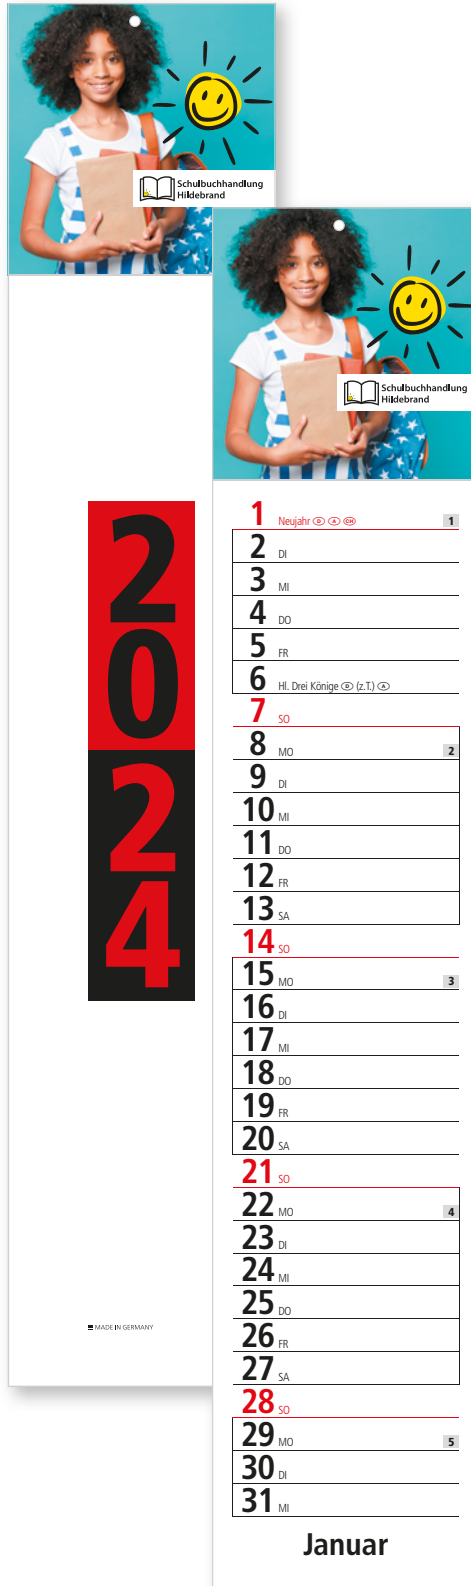 Schulbuchhandlung
Hildebrand
2
0
2
4
MADE IN GERMANY
Schulbuchhandlung
Hildebrand
1 Neujahr D A CH 1
2 DI
3 MI
4 DO
5 FR
6 Hl. Drei Könige D (z.T.) A
7 SO
8 MO 2
9 DI
10 MI
11 DO
12 FR
13 SA
14 SO
15 MO 3
16 DI
17 MI
18 DO
19 FR
20 SA
21 SO
22 MO 4
23 DI
24 MI
25 DO
26 FR
27 SA
28 SO
29 MO 5
30 DI
31 MI
Januar